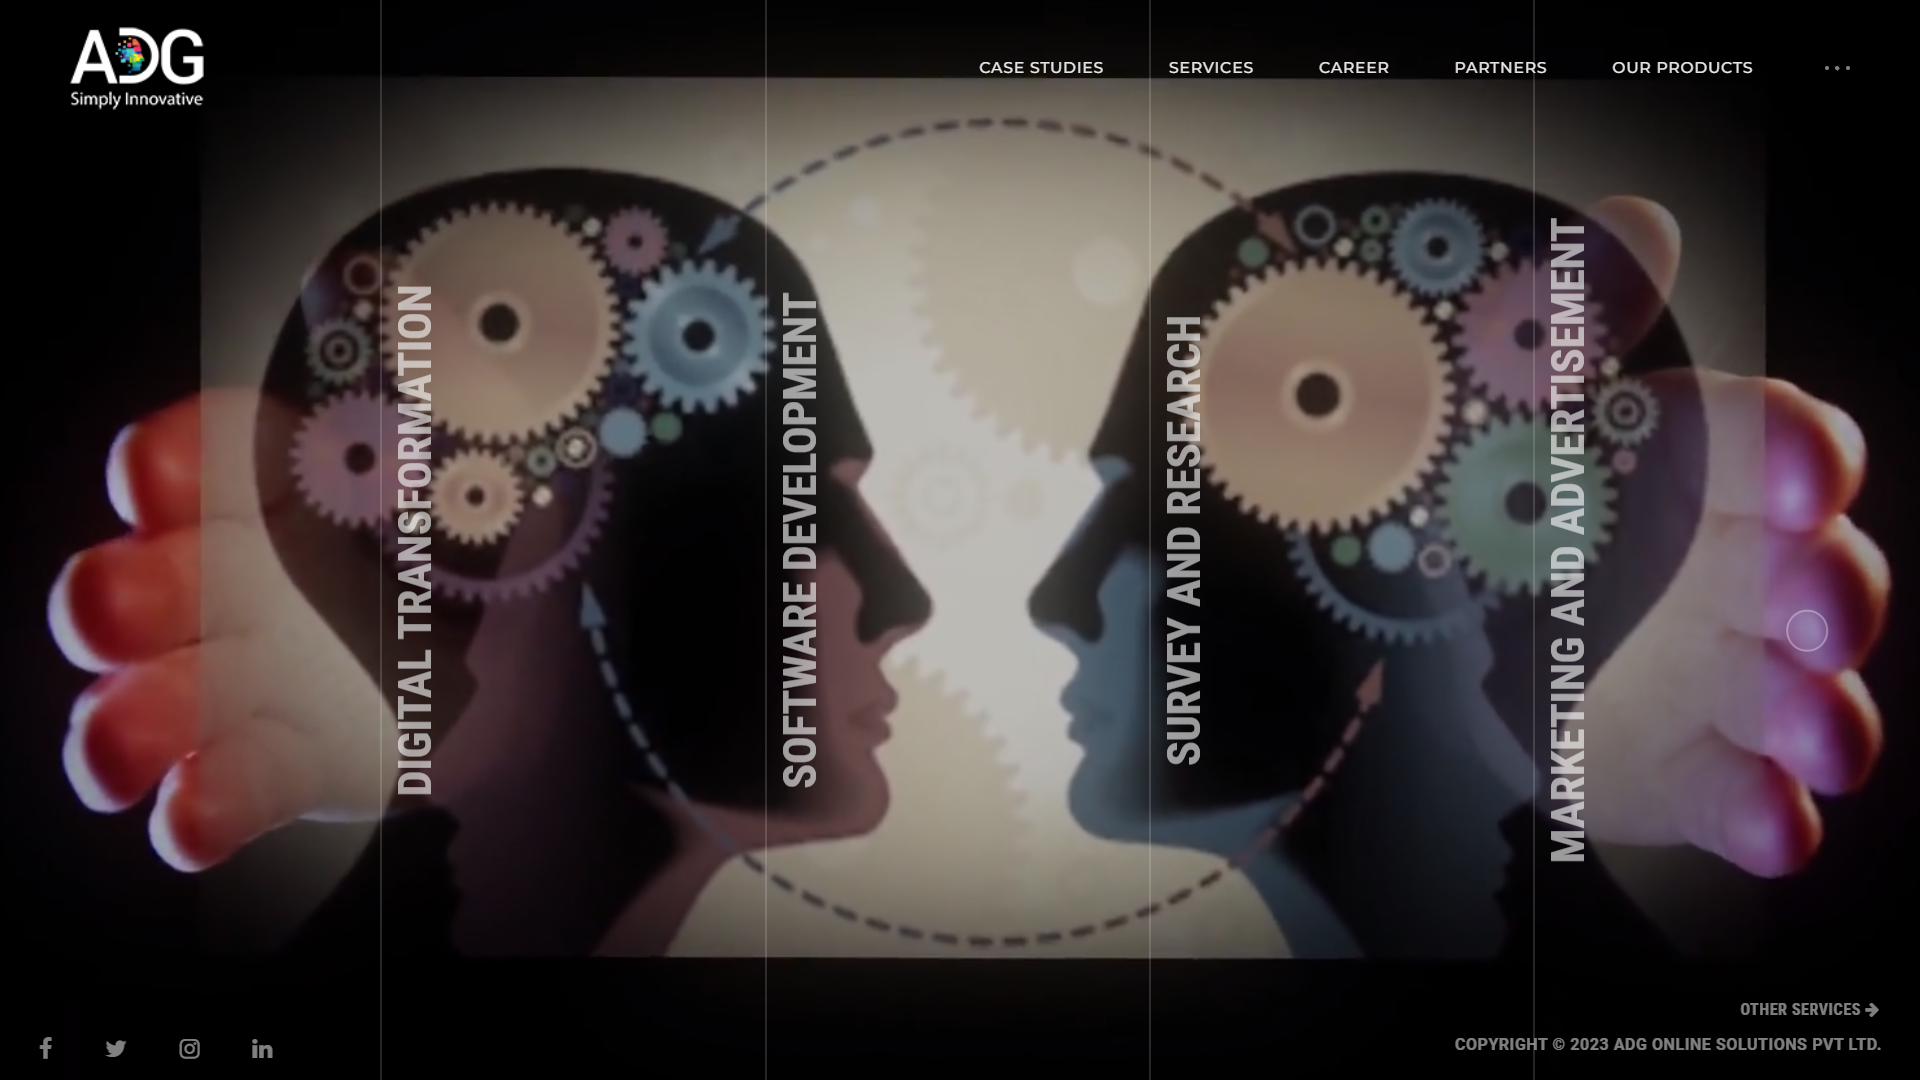 ADG
Simply Innovative
CASE STUDIES
SERVICES
CAREER
PARTNERS
OUR PRODUCTS
DIGITAL TRANSFORMATION
SOFTWARE DEVELOPMENT
SURVEY AND RESEARCH
MARKETING AND ADVERTISEMENT
OTHER SERVICES
COPYRIGHT © 2023 ADG ONLINE SOLUTIONS PVT LTD.